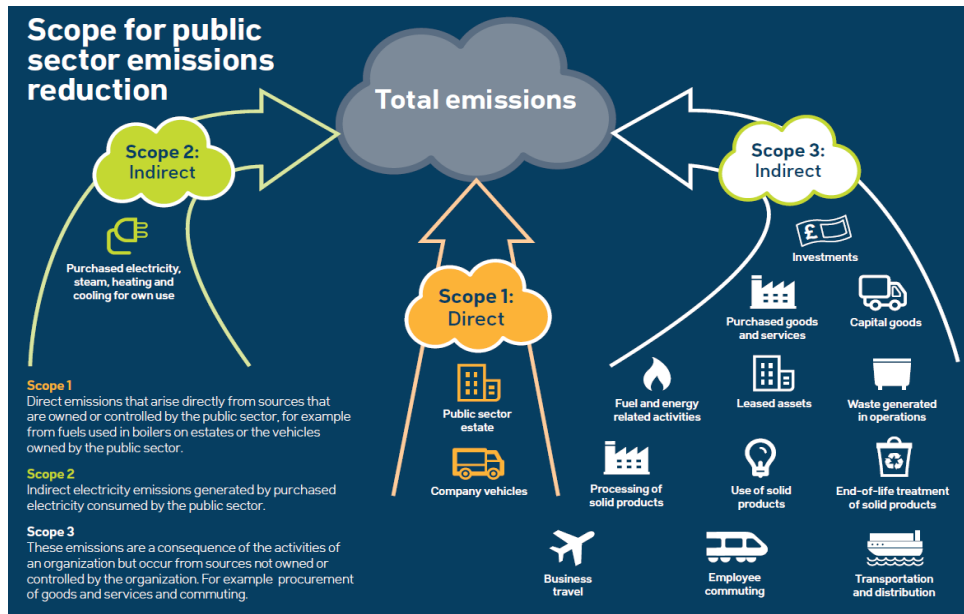 Scope for public
sector emissions
reduction
Total emissions
Scope 2:
Indirect
Purchased electricity,
steam, heating and
cooling for own use
Scope 1:
Direct
Public sector
estate
Company vehicles
Scope 3:
Indirect
£
Investments
Purchased goods
and services
Capital goods
Fuel and energy
related activities
Leased assets
Waste generated
in operations
Processing of
solid products
Use of solid
products
End-of-life treatment
of solid products
Business
travel
Employee
commuting
Transportation
and distribution
Scope 1
Direct emissions that arise directly from sources that
are owned or controlled by the public sector, for example
from fuels used in boilers on estates or the vehicles
owned by the public sector.
Scope 2
Indirect electricity emissions generated by purchased
electricity consumed by the public sector.
Scope 3
These emissions are a consequence of the activities of
an organization but occur from sources not owned or
controlled by the organization. For example procurement
of goods and services and commuting.